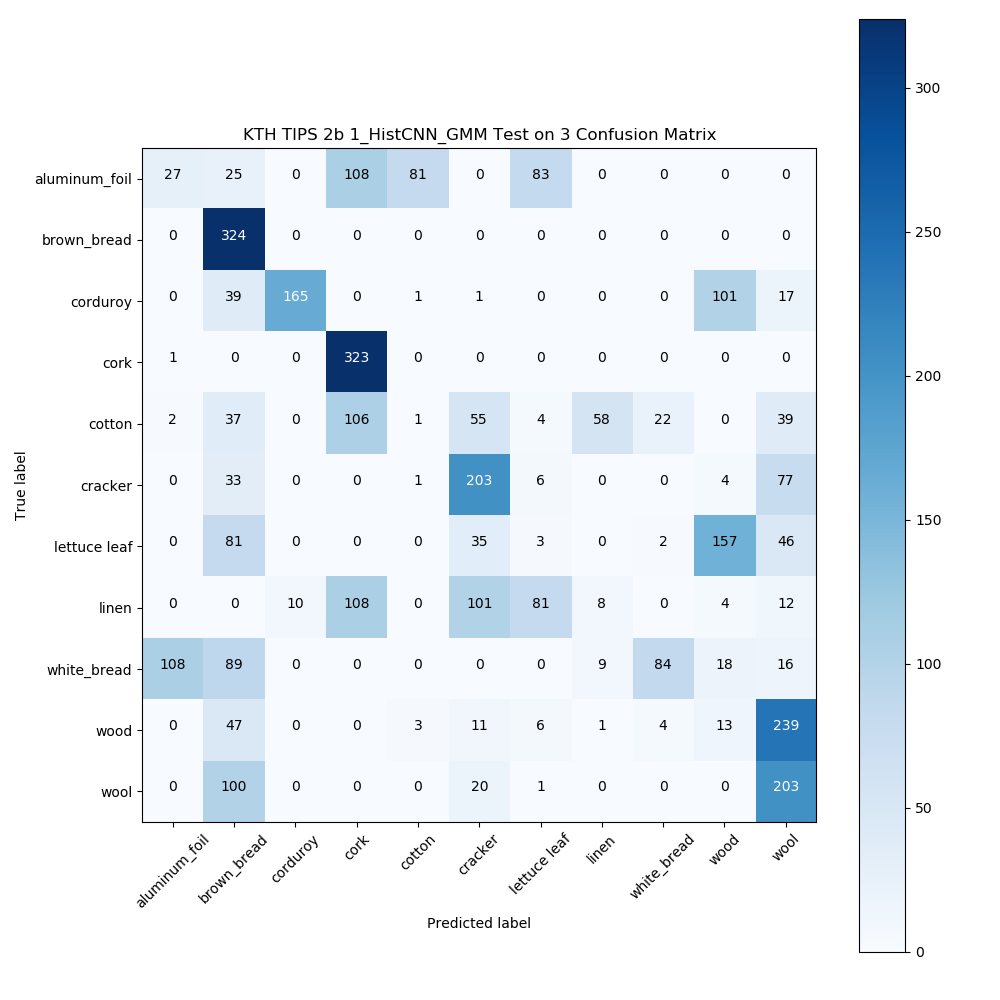 KTH TIPS 2b 1_HistCNN_GMM Test on 3 Confusion Matrix
True label
aluminum_foil 27 25 0 108 81 0 83 0 0 0 0
brown_bread 0 324 0 0 0 0 0 0 0 0 0
corduroy 0 39 165 0 1 1 0 0 0 101 17
cork 1 0 0 323 0 0 0 0 0 0 0
cotton 2 37 0 106 1 55 4 58 22 0 39
cracker 0 33 0 0 1 203 6 0 0 4 77
lettuce leaf 0 81 0 0 0 35 3 0 2 157 46
linen 0 0 10 108 0 101 81 8 0 4 12
white_bread 108 89 0 0 0 0 0 9 84 18 16
wood 0 47 0 0 3 11 6 1 4 13 239
wool 0 100 0 0 0 20 1 0 0 0 203
aluminum_foil brown_bread corduroy cork cotton cracker lettuce leaf linen white_bread wood wool
Predicted label
300
250
200
150
100
50
0